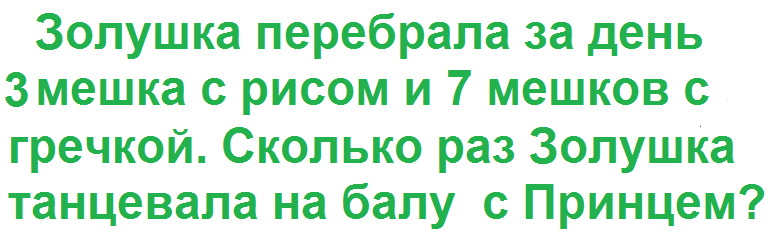 Золушка перебрала за день
3 мешка с рисом и 7 мешков с
гречкой. Сколько раз Золушка
танцевала на балу с Принцем?